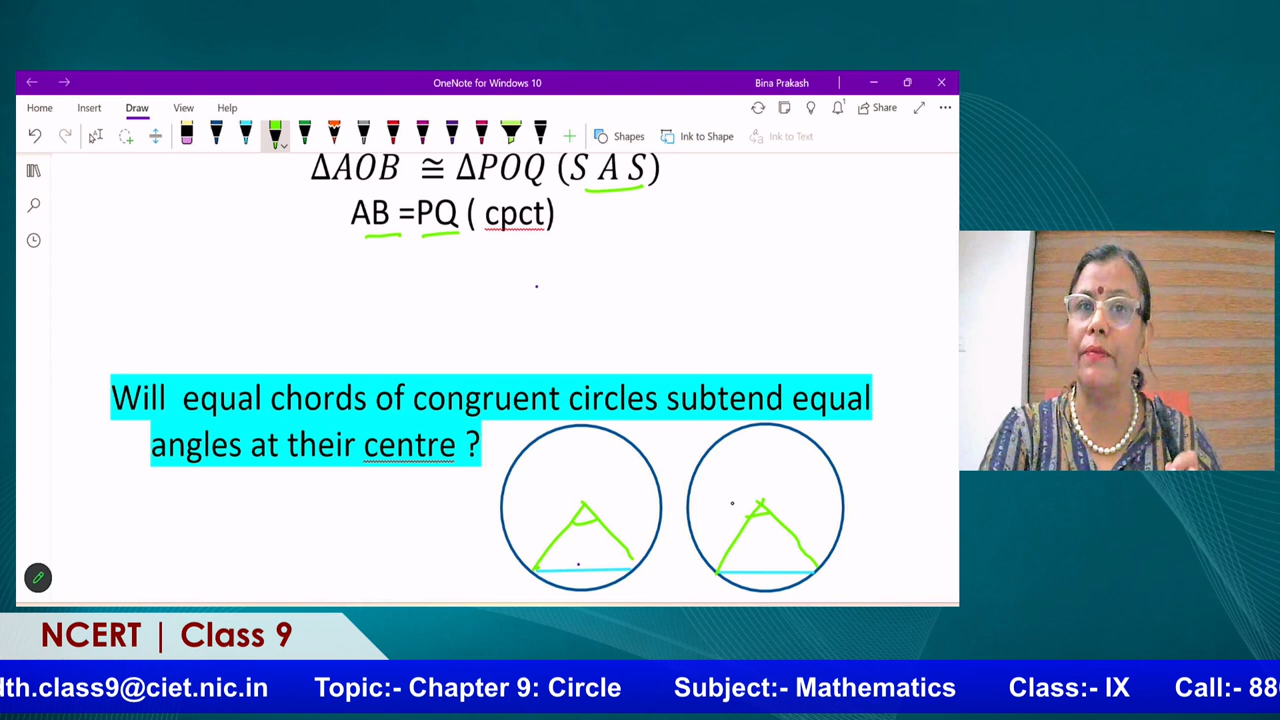 OneNote for Windows 10
Bina Prakash
Home Insert Draw View Help
Share
Shapes Ink to Shape Ink to Text
ΔAOB ≅ ΔPOQ (S A S)
AB =PQ ( cpct)
Will equal chords of congruent circles subtend equal
angles at their centre ?
NCERT | Class 9
dth.class9@ciet.nic.in Topic:- Chapter 9: Circle Subject:- Mathematics Class:- IX Call:- 88